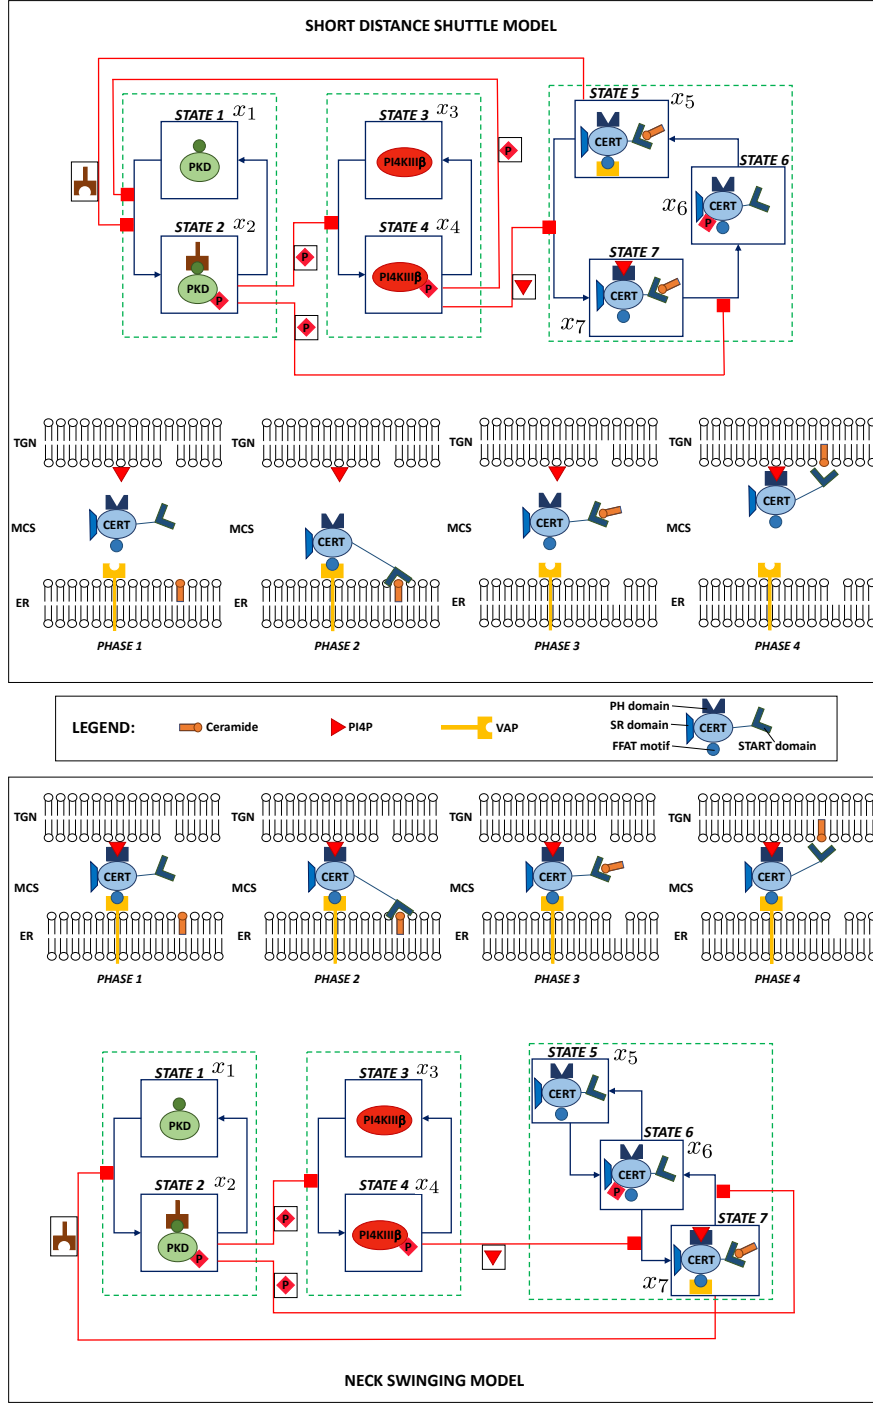 SHORT DISTANCE SHUTTLE MODEL
STATE 1 x1
PKD
STATE 2 x2
PKD
P
P
P
STATE 3 x3
PI4KIIIβ
STATE 4 x4
PI4KIIIβ
P
P
STATE 5 x5
CERT
STATE 6
x6
CERT
P
STATE 7
CERT
x7
TGN
MCS
CERT
ER
PHASE 1
TGN
MCS
CERT
ER
PHASE 2
TGN
MCS
CERT
ER
PHASE 3
TGN
MCS
CERT
ER
PHASE 4
LEGEND:
Ceramide
PI4P
VAP
PH domain
SR domain
CERT
FFAT motif
START domain
TGN
MCS
CERT
ER
PHASE 1
TGN
MCS
CERT
ER
PHASE 2
TGN
MCS
CERT
ER
PHASE 3
TGN
MCS
CERT
ER
PHASE 4
STATE 1 x1
PKD
STATE 2 x2
PKD
P
P
P
STATE 3 x3
PI4KIIIβ
STATE 4 x4
PI4KIIIβ
P
STATE 5 x5
CERT
STATE 6
x6
CERT
P
STATE 7
CERT
x7
NECK SWINGING MODEL